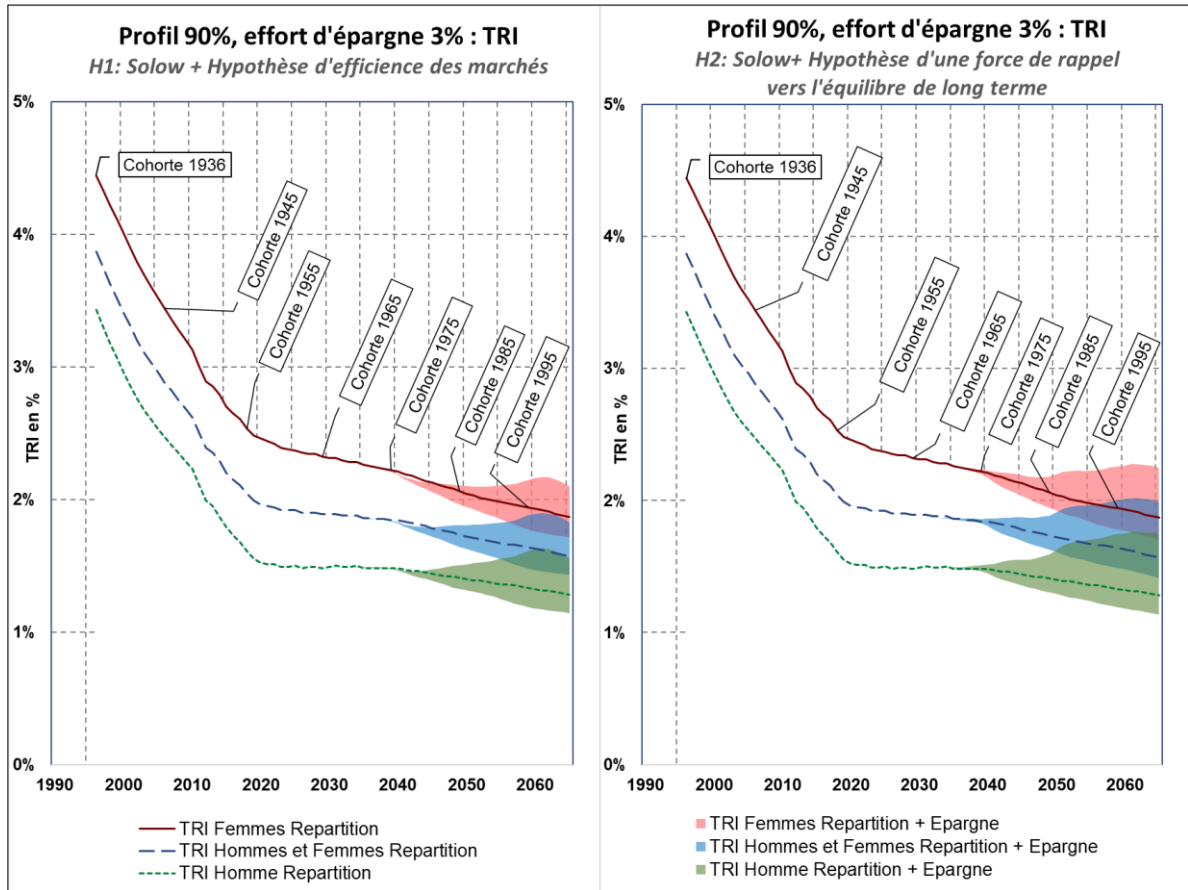 Profil 90%, effort d'épargne 3% : TRI
H1: Solow + Hypothèse d'efficience des marchés
5%
4%
3%
2%
1%
0%
TRI en %
Cohorte 1936
Cohorte 1945
Cohorte 1955
Cohorte 1965
Cohorte 1975
Cohorte 1985
Cohorte 1995
1990 2000 2010 2020 2030 2040 2050 2060
TRI Femmes Repartition
TRI Hommes et Femmes Repartition
TRI Homme Repartition
Profil 90%, effort d'épargne 3% : TRI
H2: Solow+ Hypothèse d'une force de rappel
vers l'équilibre de long terme
5%
4%
3%
2%
1%
0%
TRI en %
Cohorte 1936
Cohorte 1945
Cohorte 1955
Cohorte 1965
Cohorte 1975
Cohorte 1985
Cohorte 1995
1990 2000 2010 2020 2030 2040 2050 2060
TRI Femmes Repartition + Epargne
TRI Hommes et Femmes Repartition + Epargne
TRI Homme Repartition + Epargne